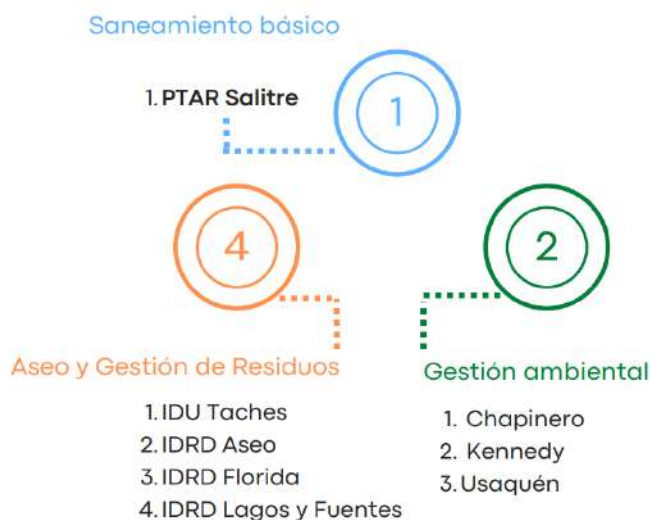 Saneamiento básico
1. PTAR Salitre
1
4
2
Aseo y Gestión de Residuos
1. IDU Taches
2. IDRD Aseo
3. IDRD Florida
4. IDRD Lagos y Fuentes
Gestión ambiental
1. Chapinero
2. Kennedy
3. Usaquén